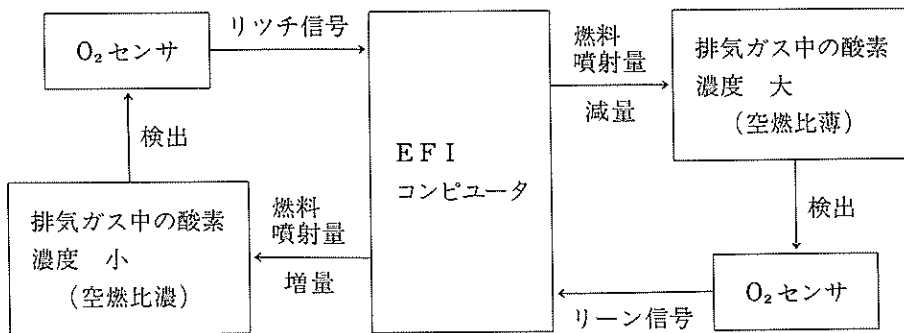 O₂センサ
リッチ信号
燃料
噴射量
減量
排気ガス中の酸素
濃度 大
(空燃比薄)
検出
EFI
コンピュータ
検出
排気ガス中の酸素
濃度 小
(空燃比濃)
燃料
噴射量
増量
リーン信号
O₂センサ